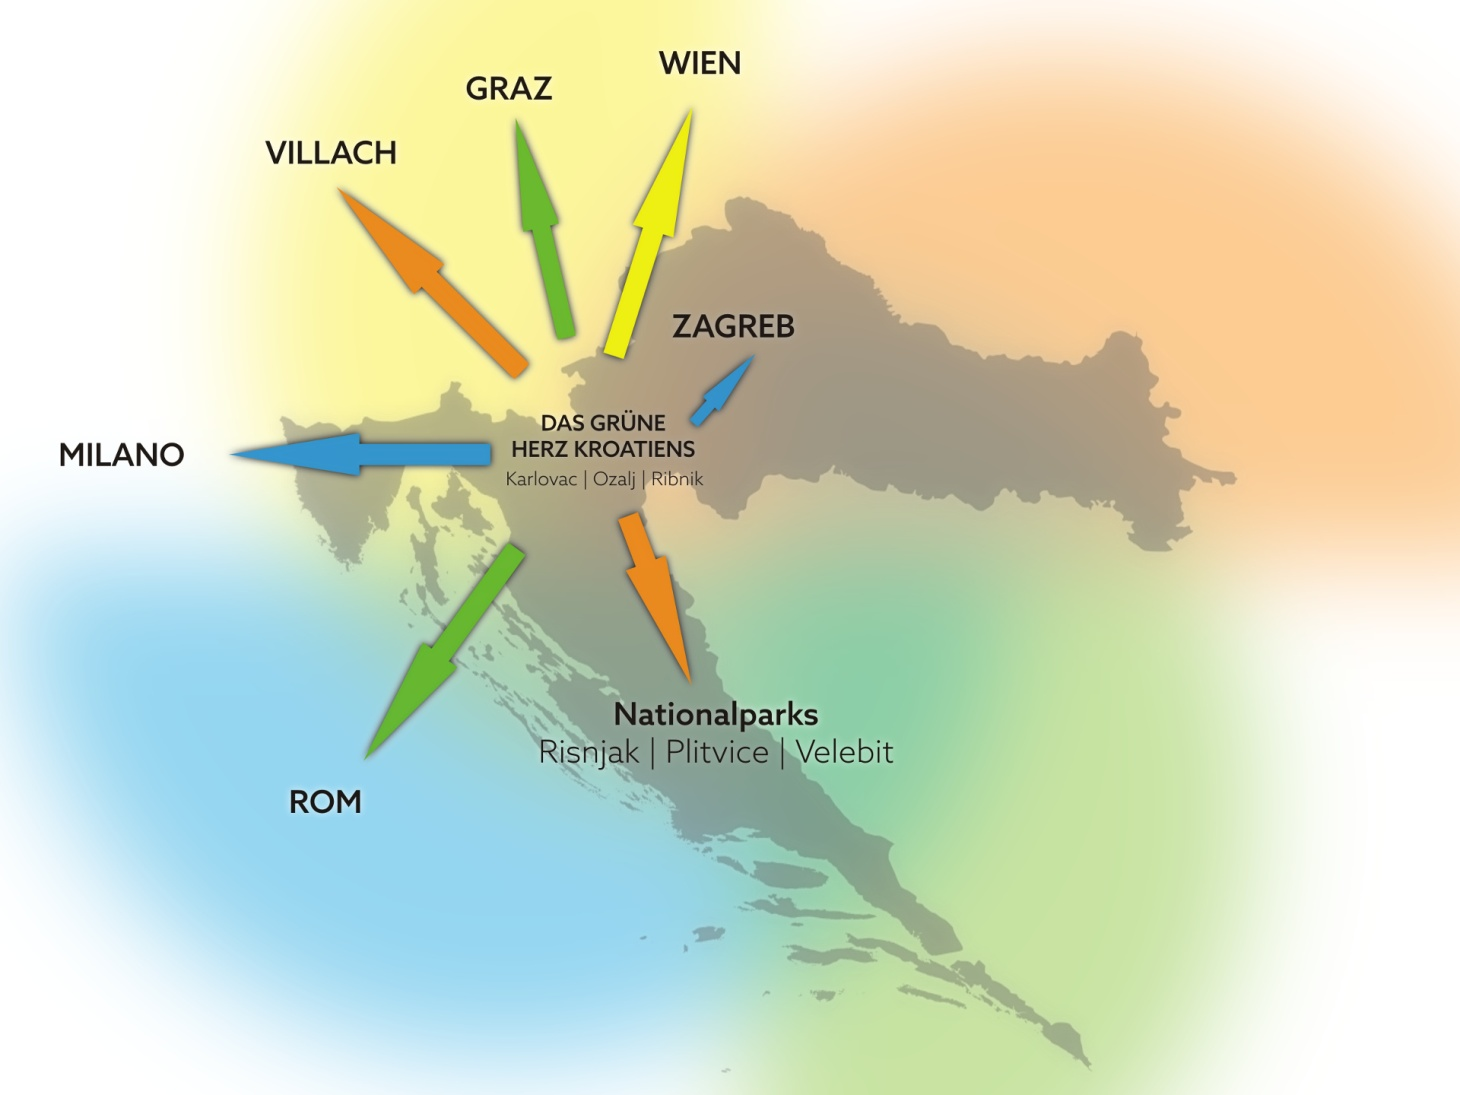 WIEN
GRAZ
VILLACH
ZAGREB
DAS GRÜNE
HERZ KROATIENS
Karlovac | Ozalj | Ribnik
MILANO
Nationalparks
Risnjak | Plitvice | Velebit
ROM